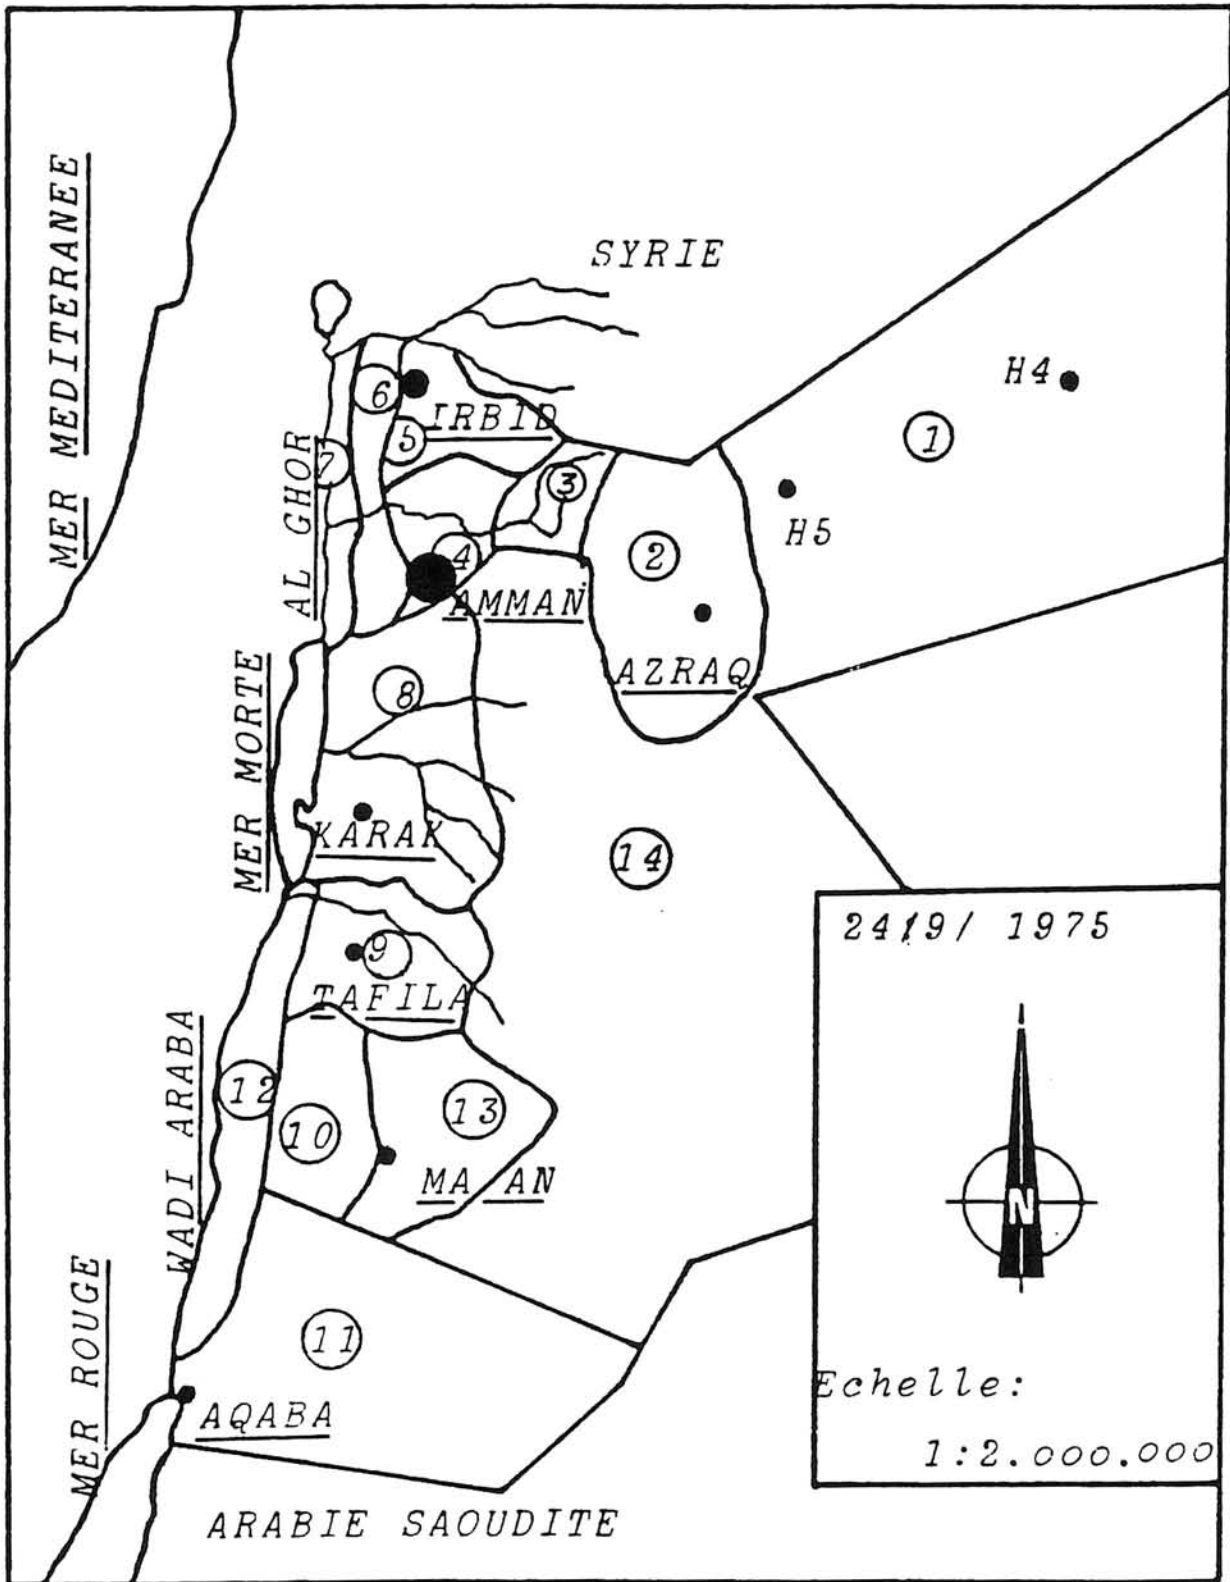 MER MEDITERANEE
SYRIE
H4
1
6
IRBID
5
7
3
H5
AL GHOR
2
4
AMMAN
AZRAQ
8
MER MORTE
KARAK
14
24/9/ 1975
9
TAFILA
WADI ARABA
12
13
10
MA AN
N
MER ROUGE
11
Echelle:
AQABA
1:2.000.000
ARABIE SAOUDITE